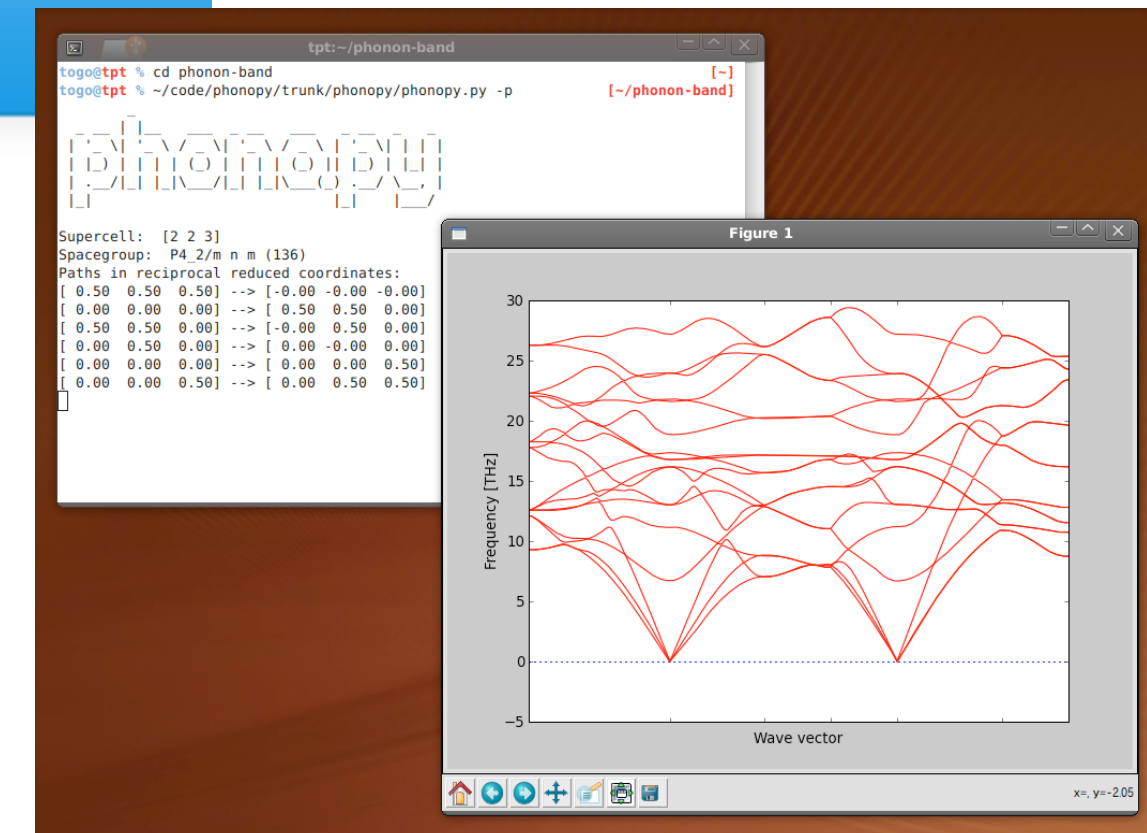 tpt:~/phonon-band
togo@tpt % cd phonon-band [~]
togo@tpt % ~/code/phonopy/trunk/phonopy/phonopy.py -p [~/phonon-band]
phonopy
Supercell: [2 2 3]
Spacegroup: P4_2/m n m (136)
Paths in reciprocal reduced coordinates:
[ 0.50 0.50 0.50] --> [-0.00 -0.00 -0.00]
[ 0.00 0.00 0.00] --> [ 0.50 0.50 0.00]
[ 0.50 0.50 0.00] --> [-0.00 0.50 0.00]
[ 0.00 0.50 0.00] --> [ 0.00 -0.00 0.00]
[ 0.00 0.00 0.00] --> [ 0.00 0.00 0.50]
[ 0.00 0.00 0.50] --> [ 0.00 0.50 0.50]
Figure 1
30
25
20
15
10
5
0
−5
Frequency [THz]
Wave vector
x=, y=-2.05